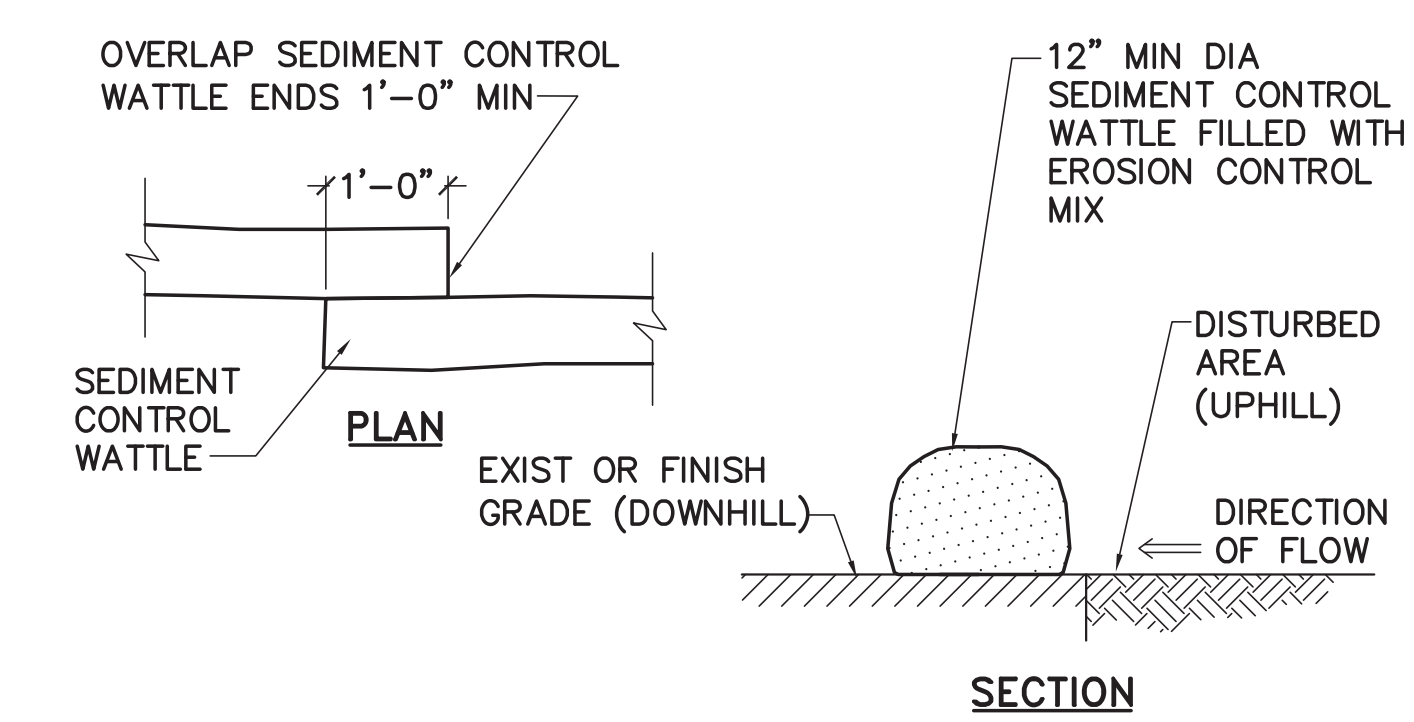 OVERLAP SEDIMENT CONTROL
WATTLE ENDS 1'-0" MIN
1'-0"
SEDIMENT
CONTROL
WATTLE
PLAN
12" MIN DIA
SEDIMENT CONTROL
WATTLE FILLED WITH
EROSION CONTROL
MIX
DISTURBED
AREA
(UPHILL)
EXIST OR FINISH
GRADE (DOWNHILL)
DIRECTION
OF FLOW
SECTION